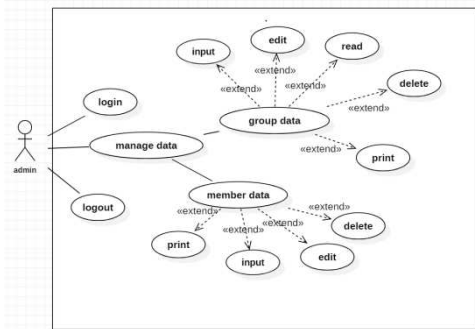 edit
input
read
«extend»
«extend»
«extend»
delete
login
«extend»
group data
manage data
print
«extend»
admin
member data
logout
«extend»
«extend»
«extend»
«extend»
delete
print
edit
input